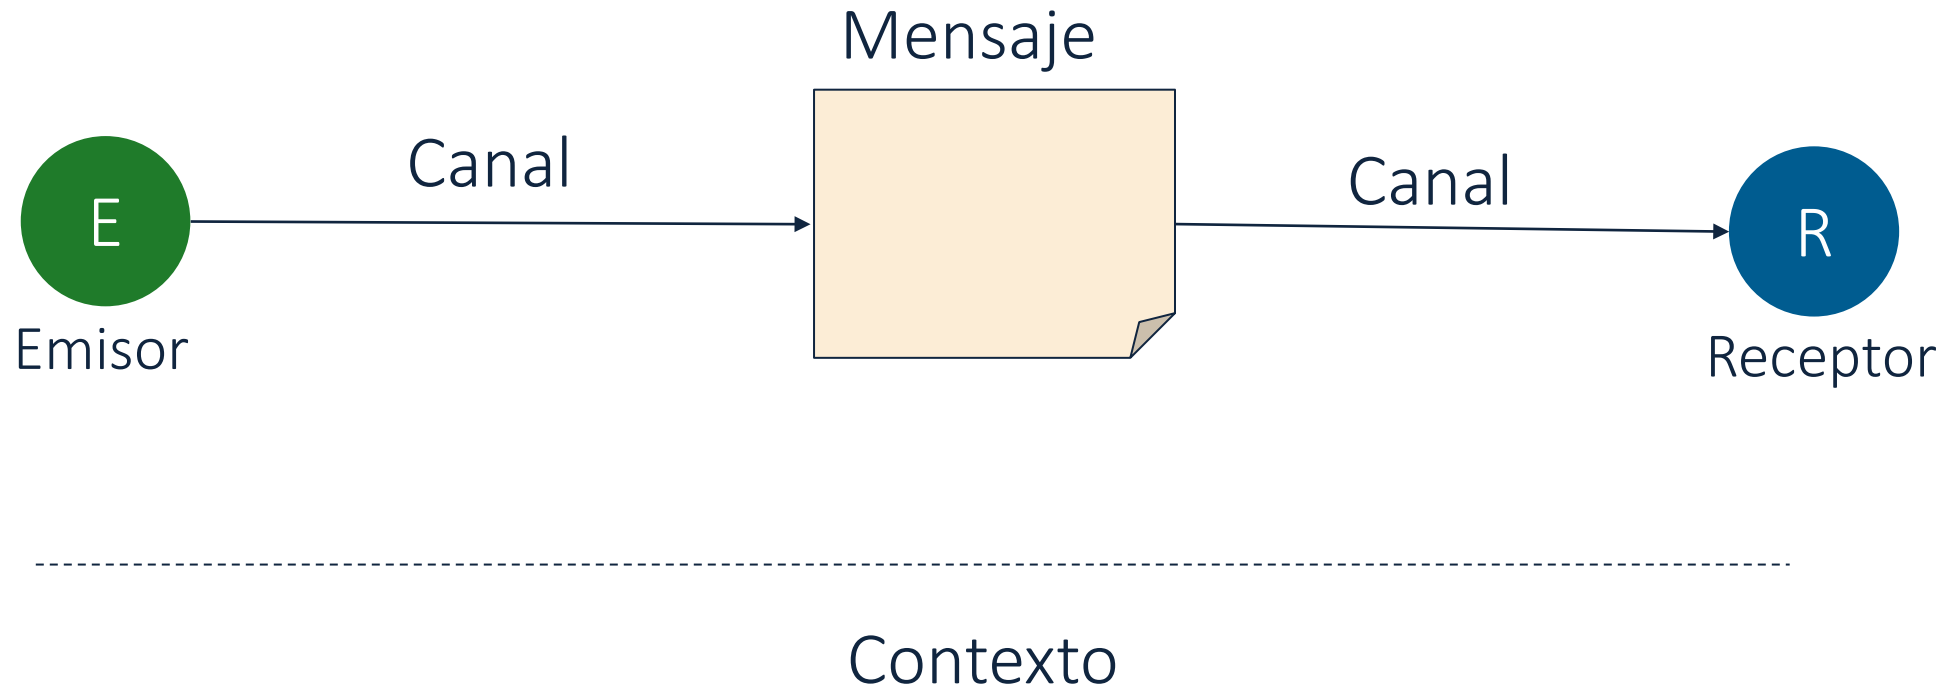 Mensaje
Canal
Canal
E
R
Emisor
Receptor
Contexto